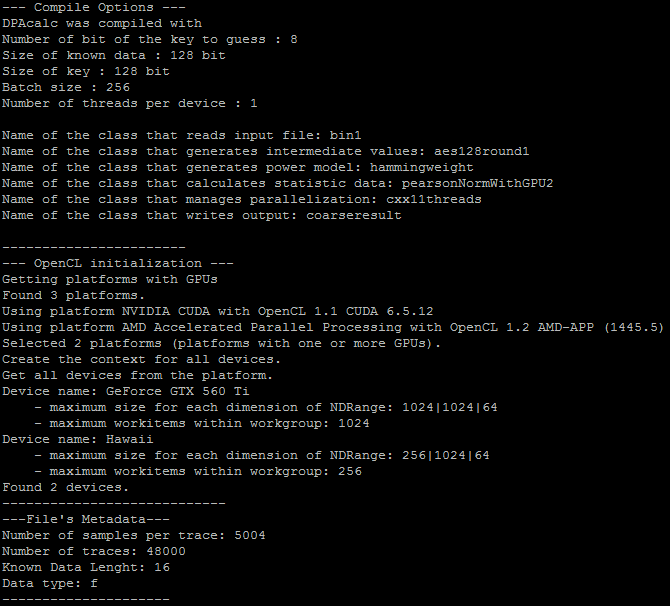 --- Compile Options ---
DPAcalc was compiled with
Number of bit of the key to guess : 8
Size of known data : 128 bit
Size of key : 128 bit
Batch size : 256
Number of threads per device : 1
Name of the class that reads input file: bin1
Name of the class that generates intermediate values: aes128round1
Name of the class that generates power model: hammingweight
Name of the class that calculates statistic data: pearsonNormWithGPU2
Name of the class that manages parallelization: cxx11threads
Name of the class that writes output: coarseresult
-----------------------
--- OpenCL initialization ---
Getting platforms with GPUs
Found 3 platforms.
Using platform NVIDIA CUDA with OpenCL 1.1 CUDA 6.5.12
Using platform AMD Accelerated Parallel Processing with OpenCL 1.2 AMD-APP (1445.5)
Selected 2 platforms (platforms with one or more GPUs).
Create the context for all devices.
Get all devices from the platform.
Device name: GeForce GTX 560 Ti
    - maximum size for each dimension of NDRange: 1024|1024|64
    - maximum workitems within workgroup: 1024
Device name: Hawaii
    - maximum size for each dimension of NDRange: 256|1024|64
    - maximum workitems within workgroup: 256
Found 2 devices.
----------------------------
---File's Metadata---
Number of samples per trace: 5004
Number of traces: 48000
Known Data Lenght: 16
Data type: f
---------------------